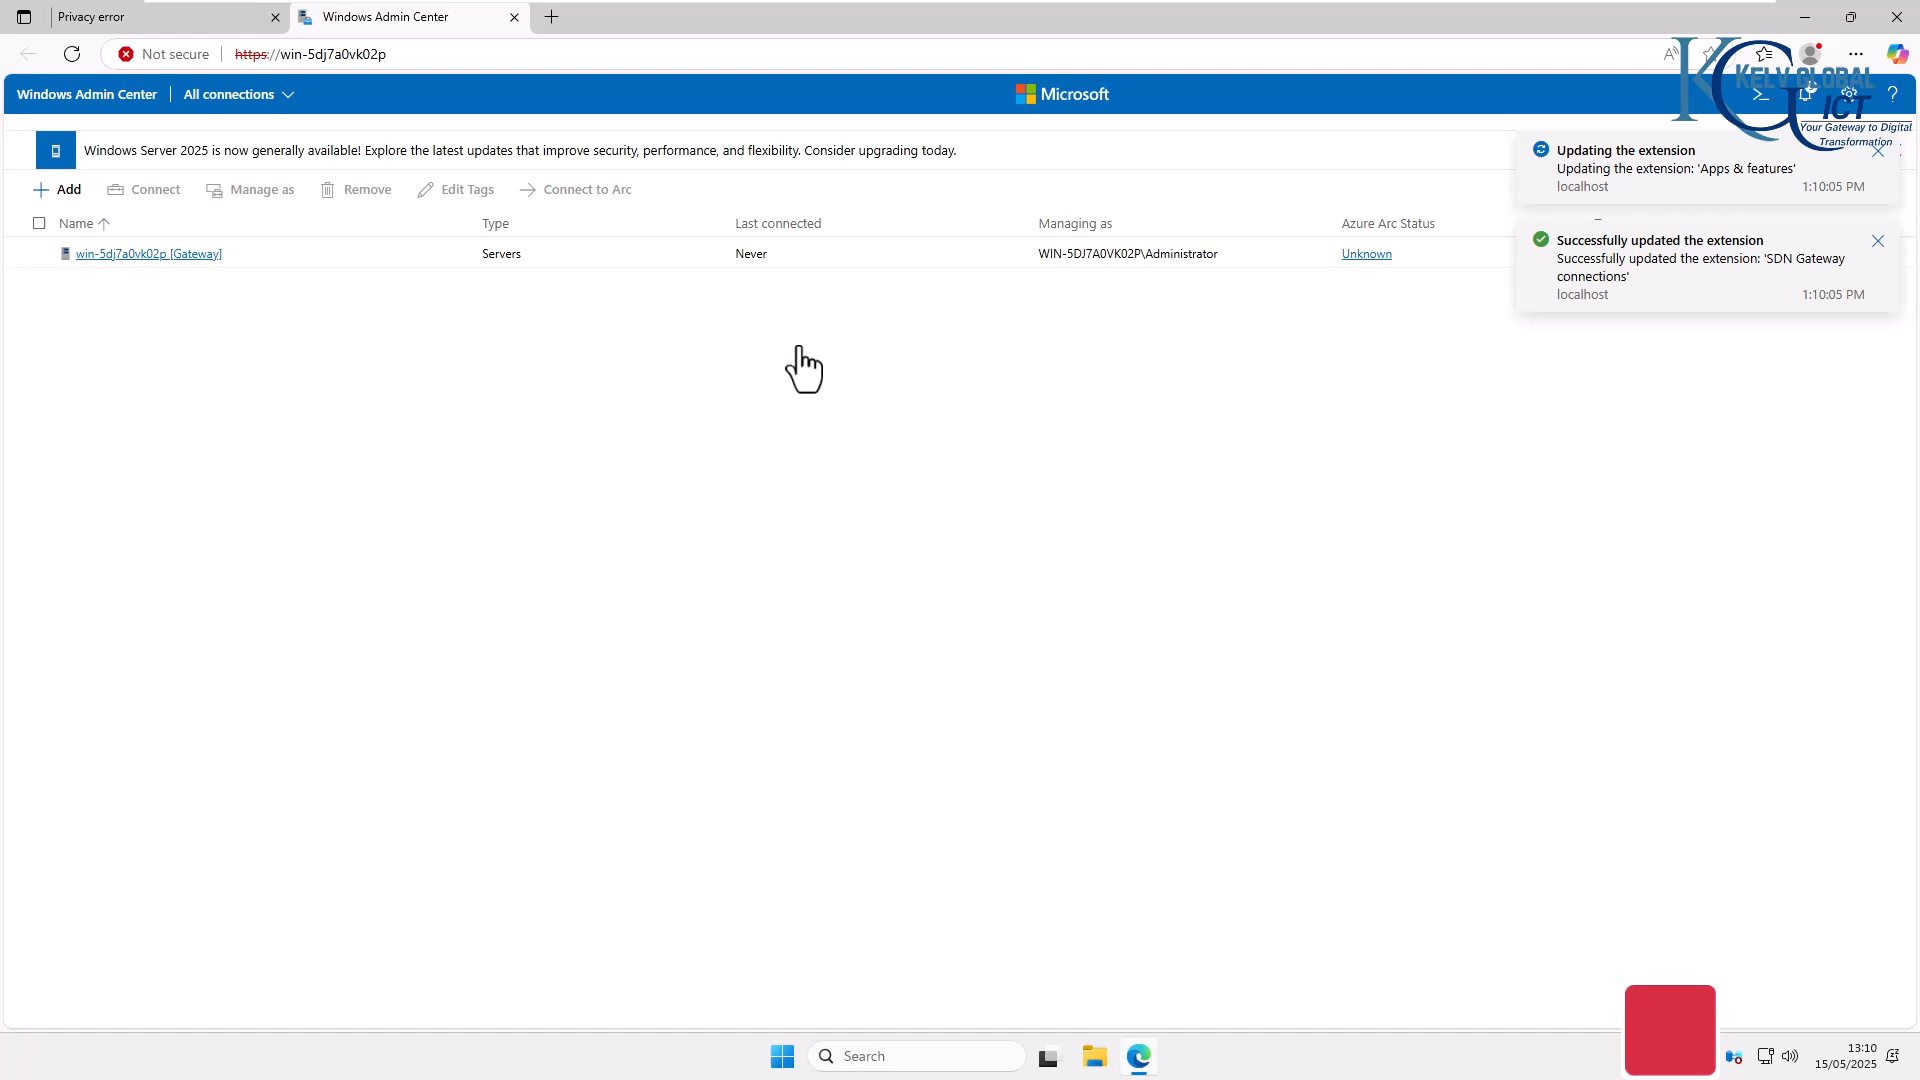 Privacy error
Windows Admin Center
Not secure
https://win-5dj7a0vk02p
Windows Admin Center
All connections
Microsoft
KELV GLOBAL
ICT
Your Gateway to Digital
Transformation
Windows Server 2025 is now generally available! Explore the latest updates that improve security, performance, and flexibility. Consider upgrading today.
Updating the extension
Updating the extension: 'Apps & features'
localhost 1:10:05 PM
Add Connect Manage as Remove Edit Tags Connect to Arc
Name Type Last connected Managing as Azure Arc Status
win-5dj7a0vk02p [Gateway] Servers Never WIN-5DJ7A0VK02P\Administrator Unknown
Successfully updated the extension
Successfully updated the extension: 'SDN Gateway
connections'
localhost 1:10:05 PM
Search
13:10
15/05/2025